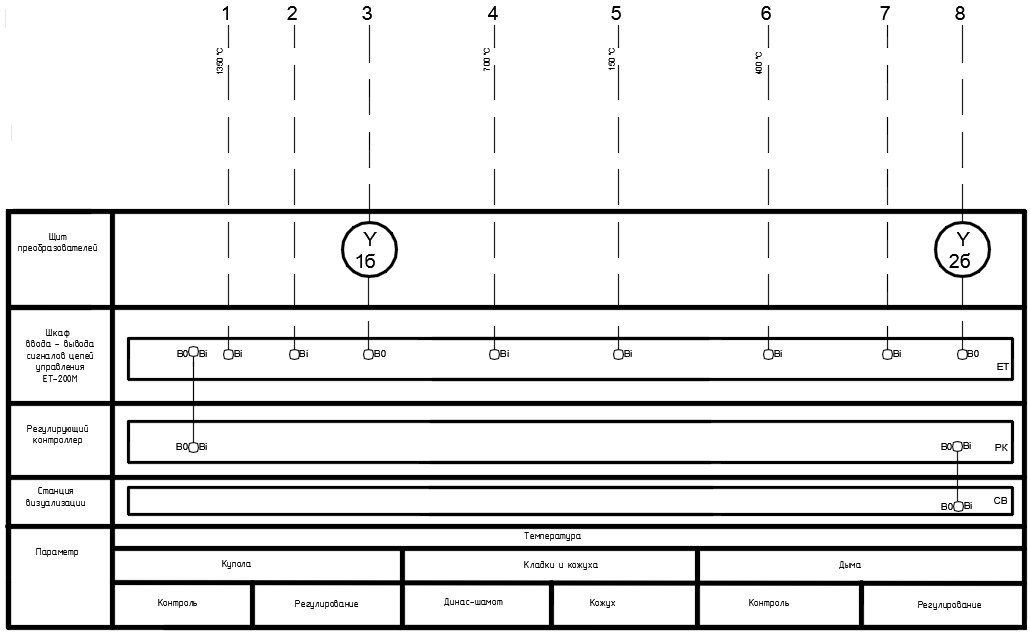 1 2 3 4 5 6 7 8
1350 °C 700 °C 150 °C 400 °C
Щит
преобразователей
Y
1б
Y
2б
Шкаф
ввода - вывода
сигналов цепей
управления
ЕТ-200М
B0 Bi Bi Bi B0 Bi Bi Bi Bi B0
ET
Регулирующий
контроллер
B0 Bi B0 Bi
РК
Станция
визуализации
B0 Bi
СВ
Параметр
Температура
Купола Кладки и кожуха Дыма
Контроль Регулирование Динас-шамот Кожух Контроль Регулирование